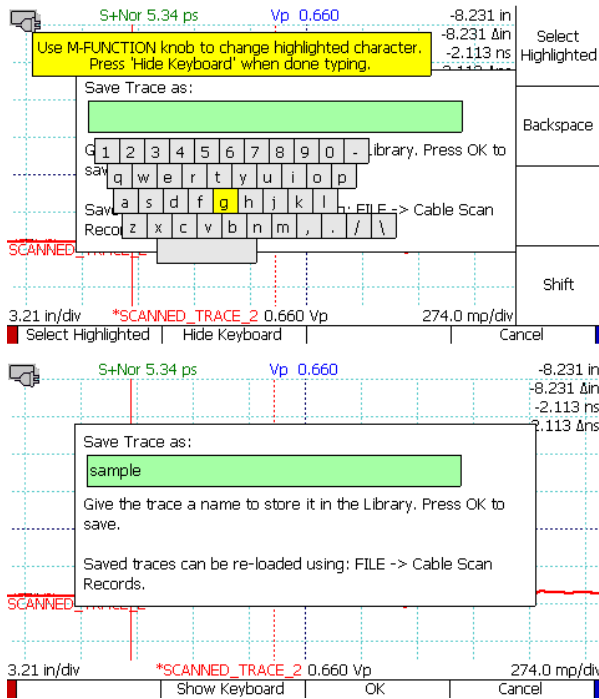 S+Nor 5.34 ps Vp 0.660 -8.231 in
-8.231 Δin
-2.113 ns
Select Highlighted
Use M-FUNCTION knob to change highlighted character.
Press 'Hide Keyboard' when done typing.
Save Trace as:
Backspace
1 2 3 4 5 6 7 8 9 0 - Library. Press OK to
q w e r t y u i o p
a s d f g h j k l : FILE -> Cable Scan
Reco z x c v b n m , . / \
Shift
3.21 in/div *SCANNED_TRACE_2 0.660 Vp 274.0 mρ/div
Select Highlighted Hide Keyboard Cancel
S+Nor 5.34 ps Vp 0.660 -8.231 in
-8.231 Δin
-2.113 ns
2.113 Δns
Save Trace as:
sample
Give the trace a name to store it in the Library. Press OK to
save.
Saved traces can be re-loaded using: FILE -> Cable Scan
Records.
SCANNED
3.21 in/div *SCANNED_TRACE_2 0.660 Vp 274.0 mρ/div
Show Keyboard OK Cancel